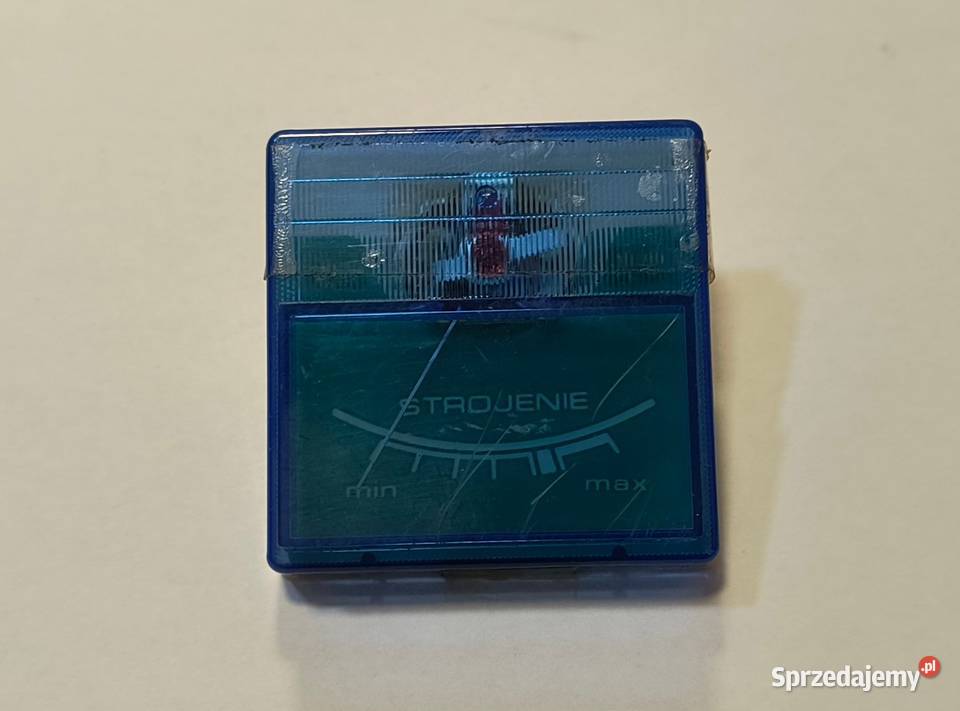 STROJENIE
min max
Sprzedajemy.pl